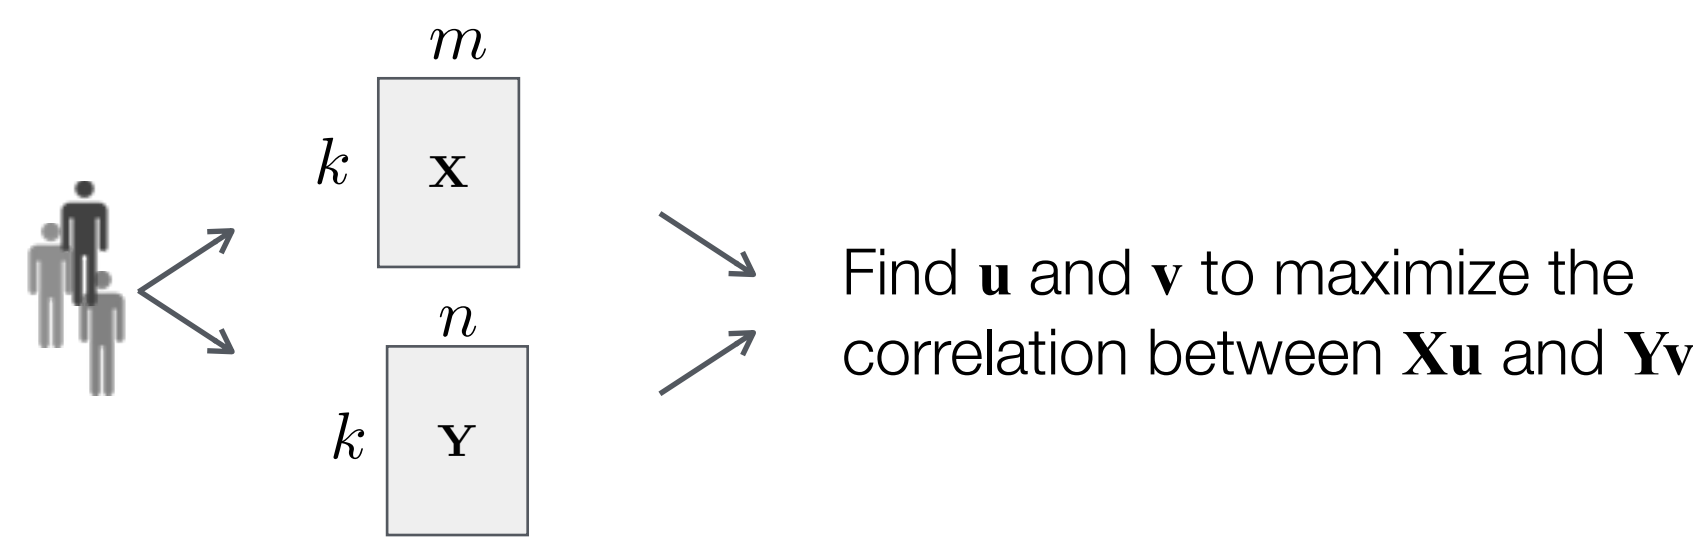 m
k
X
n
k
Y
Find u and v to maximize the
correlation between Xu and Yv